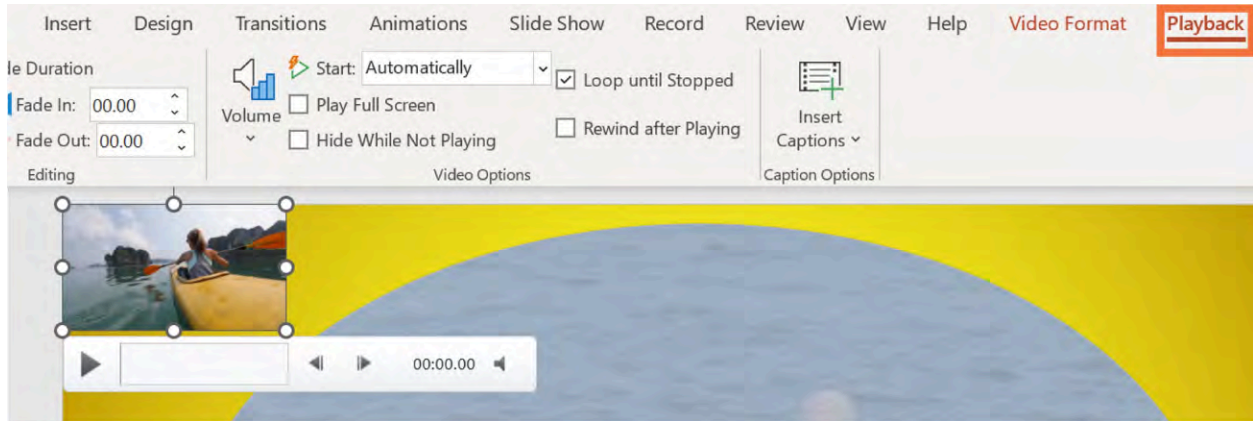 Insert Design Transitions Animations Slide Show Record Review View Help Video Format Playback
Duration
Fade In: 00.00
Fade Out: 00.00
Editing
Volume
Start: Automatically
Play Full Screen
Hide While Not Playing
Loop until Stopped
Rewind after Playing
Video Options
Insert
Captions
Caption Options
00:00.00